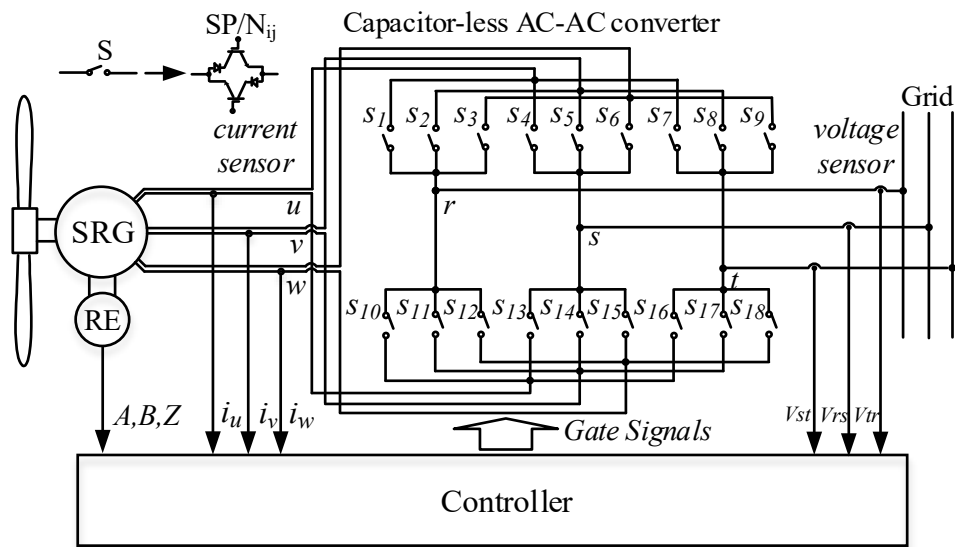 SP/Nij
Capacitor-less AC-AC converter
S
Grid
current
sensor
s1 s2 s3 s4 s5 s6 s7 s8 s9
voltage
sensor
SRG
u
v
w
r
s
t
RE
s10 s11 s12 s13 s14 s15 s16 s17 s18
A,B,Z
iu iv iw
Gate Signals
Vst Vrs Vtr
Controller